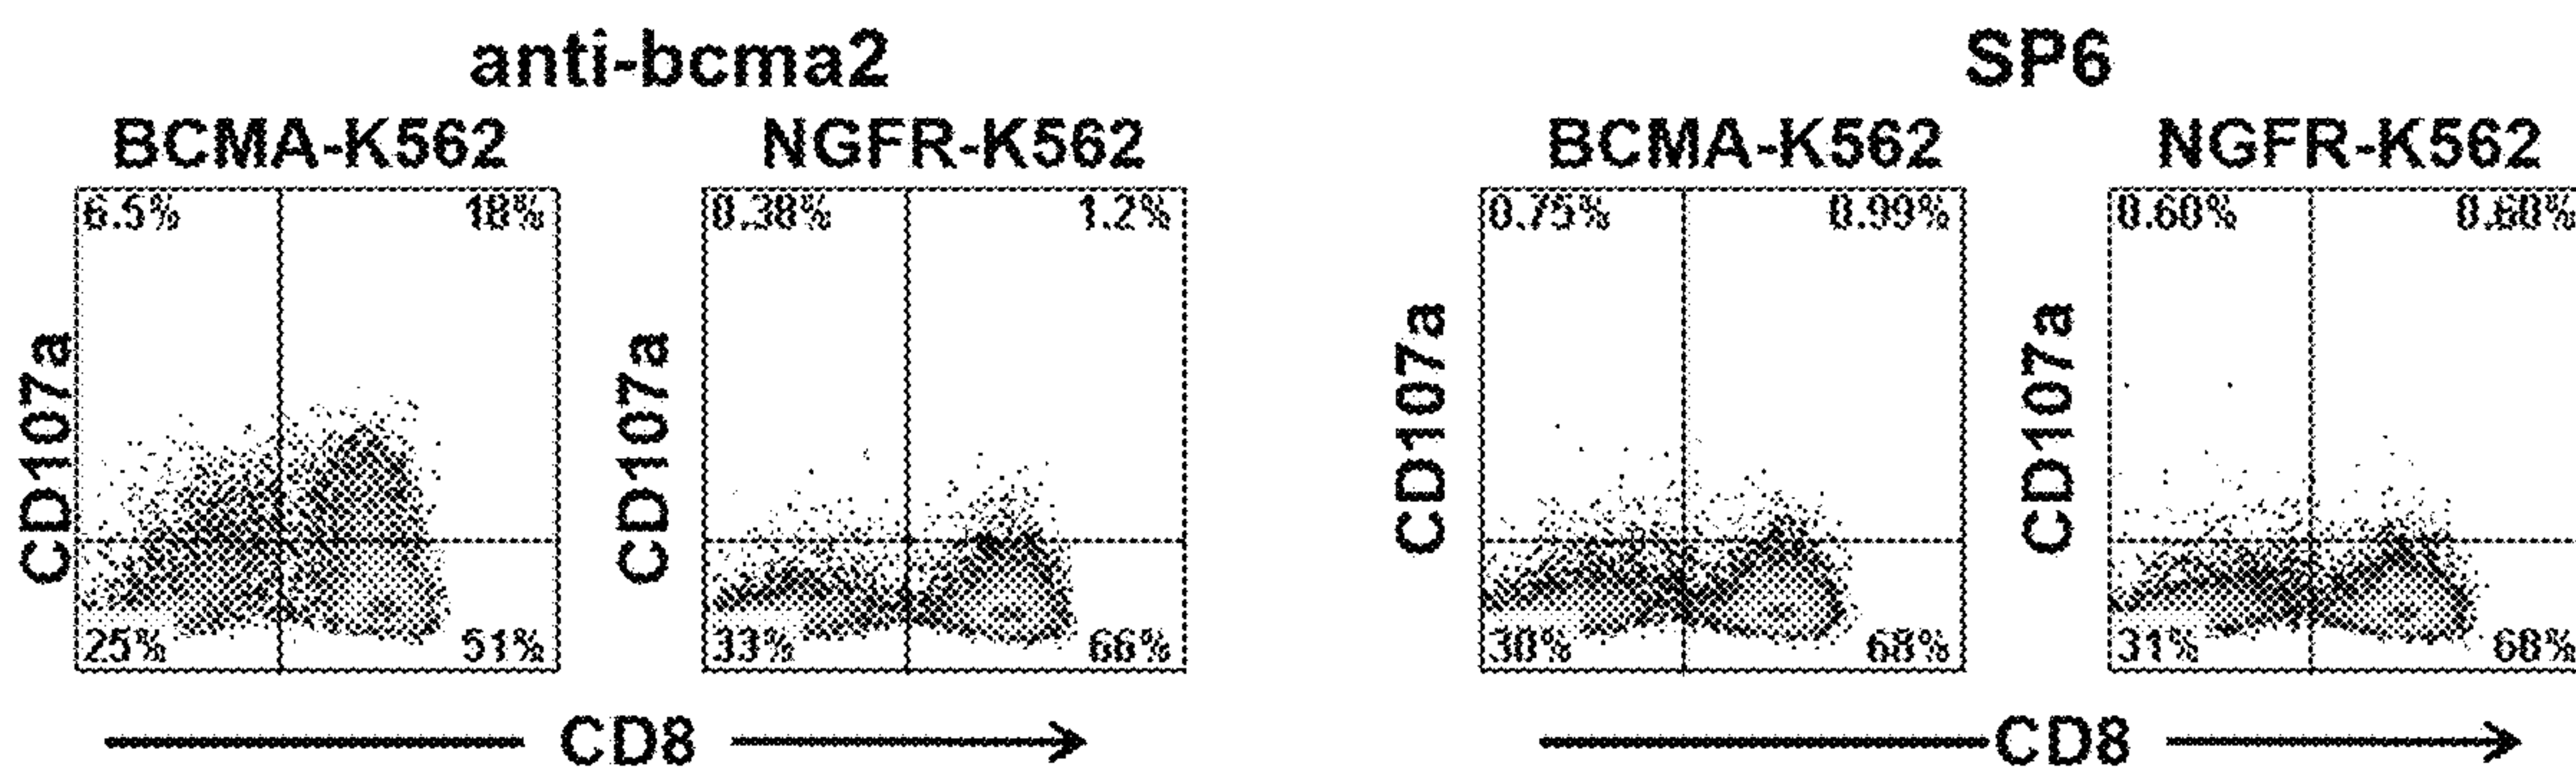 anti-bcma2 SP6
BCMA-K562 NGFR-K562 BCMA-K562 NGFR-K562
6.5% 18% 0.38% 1.2% 0.75% 0.99% 0.60% 0.60%
CD107a CD107a CD107a CD107a
25% 51% 33% 66% 30% 68% 31% 68%
CD8 CD8